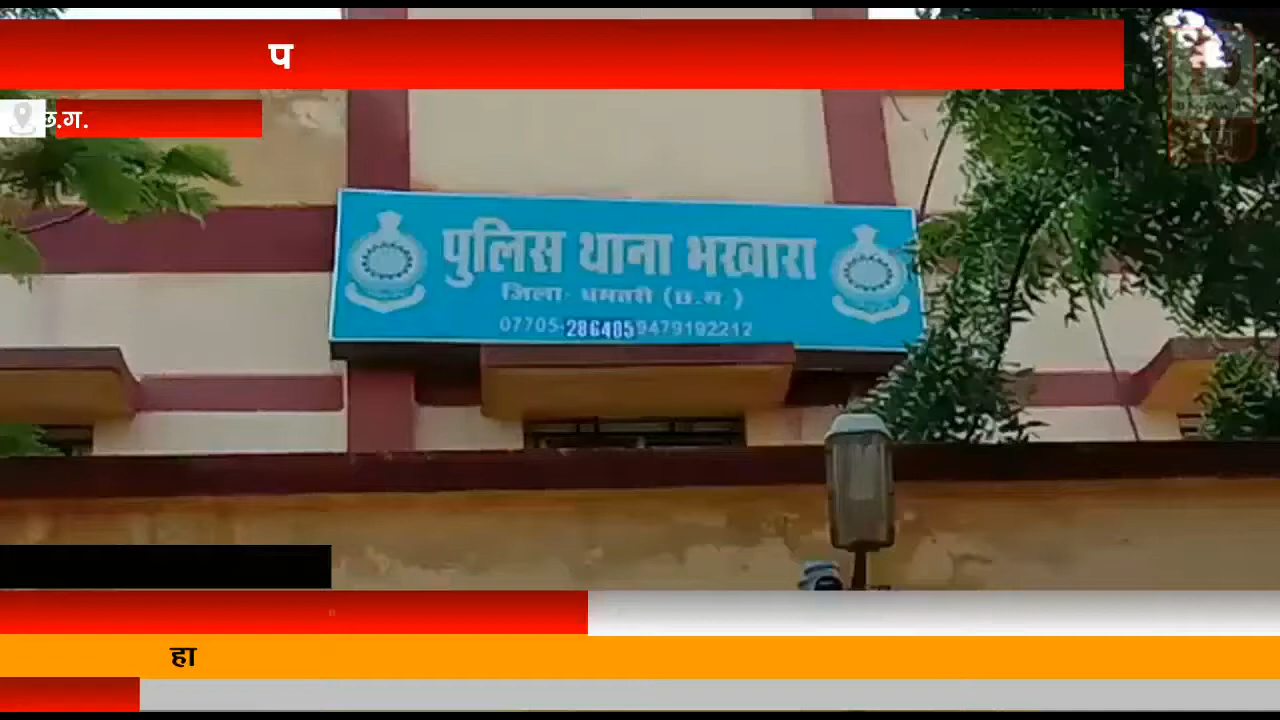 प
छ.ग.
पुलिस थाना भखारा
जिला- धमतरी (छ.ग.)
07705-286405 9479192212
हा